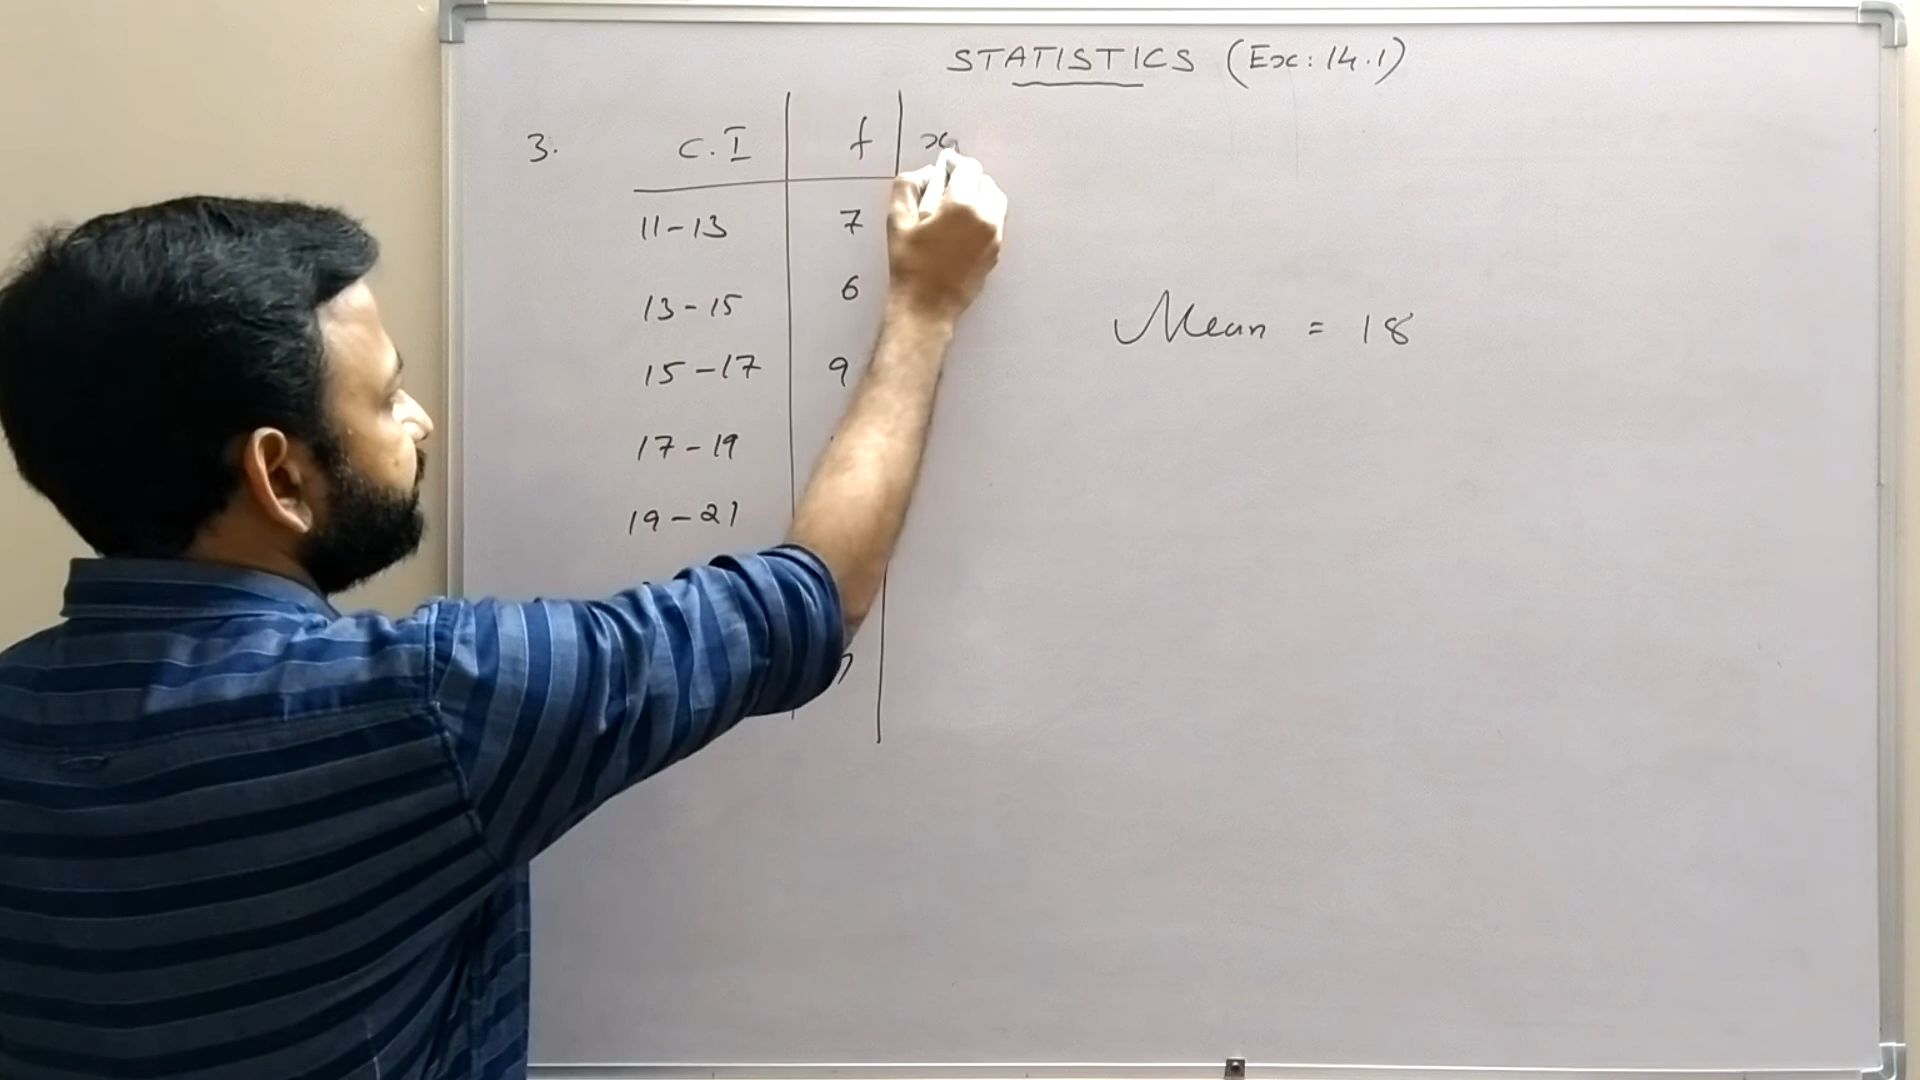 STATISTICS (Ex: 14.1)
3. C.I f x
11-13 7
13-15 6
15-17 9
17-19
19-21
Mean = 18